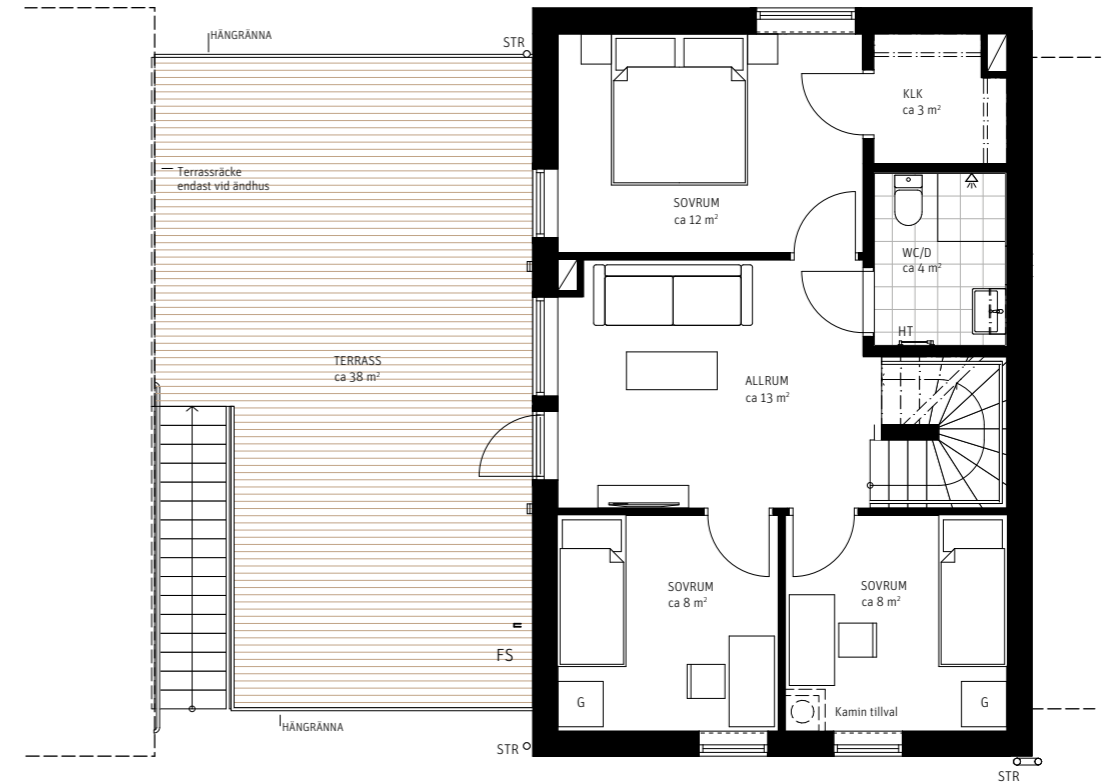 HÄNGRÄNNA
STR
KLK
ca 3 m²
Terrassräcke
endast vid ändhus
SOVRUM
ca 12 m²
WC/D
ca 4 m²
HT
TERRASS
ca 38 m²
ALLRUM
ca 13 m²
SOVRUM
ca 8 m²
SOVRUM
ca 8 m²
FS
G
Kamin tillval
G
HÄNGRÄNNA
STR
STR